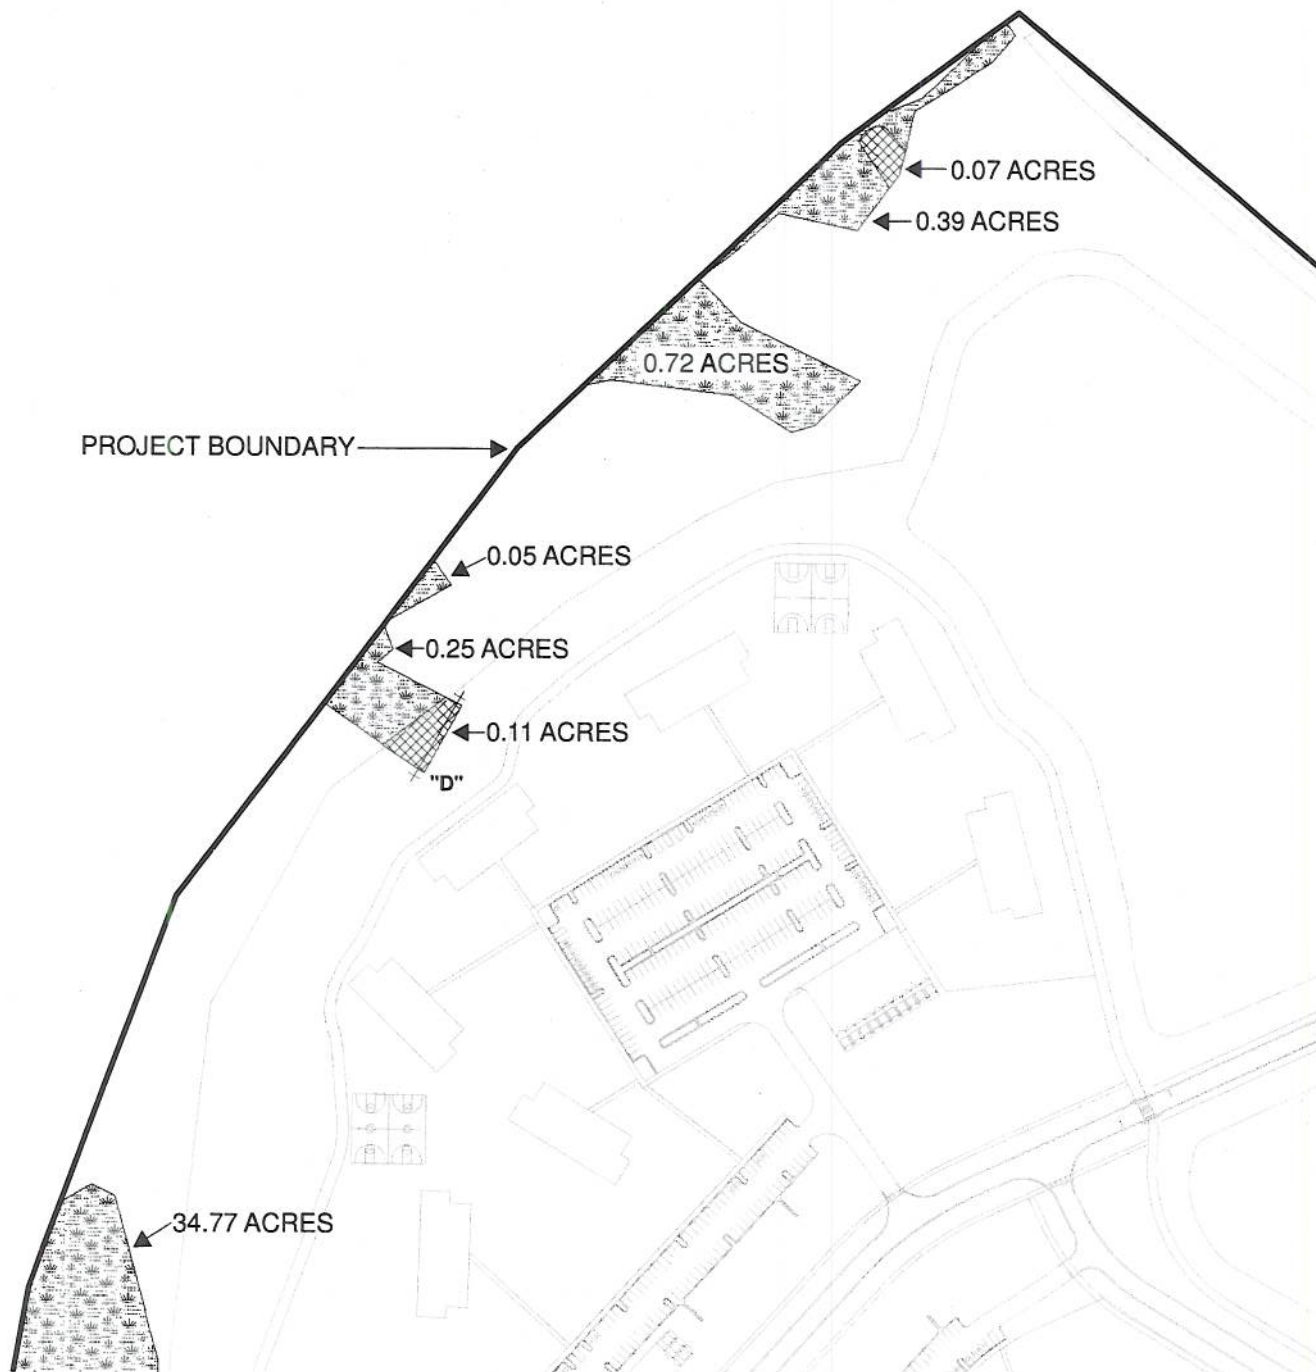 0.07 ACRES
0.39 ACRES
0.72 ACRES
PROJECT BOUNDARY
0.05 ACRES
0.25 ACRES
0.11 ACRES
"D"
34.77 ACRES